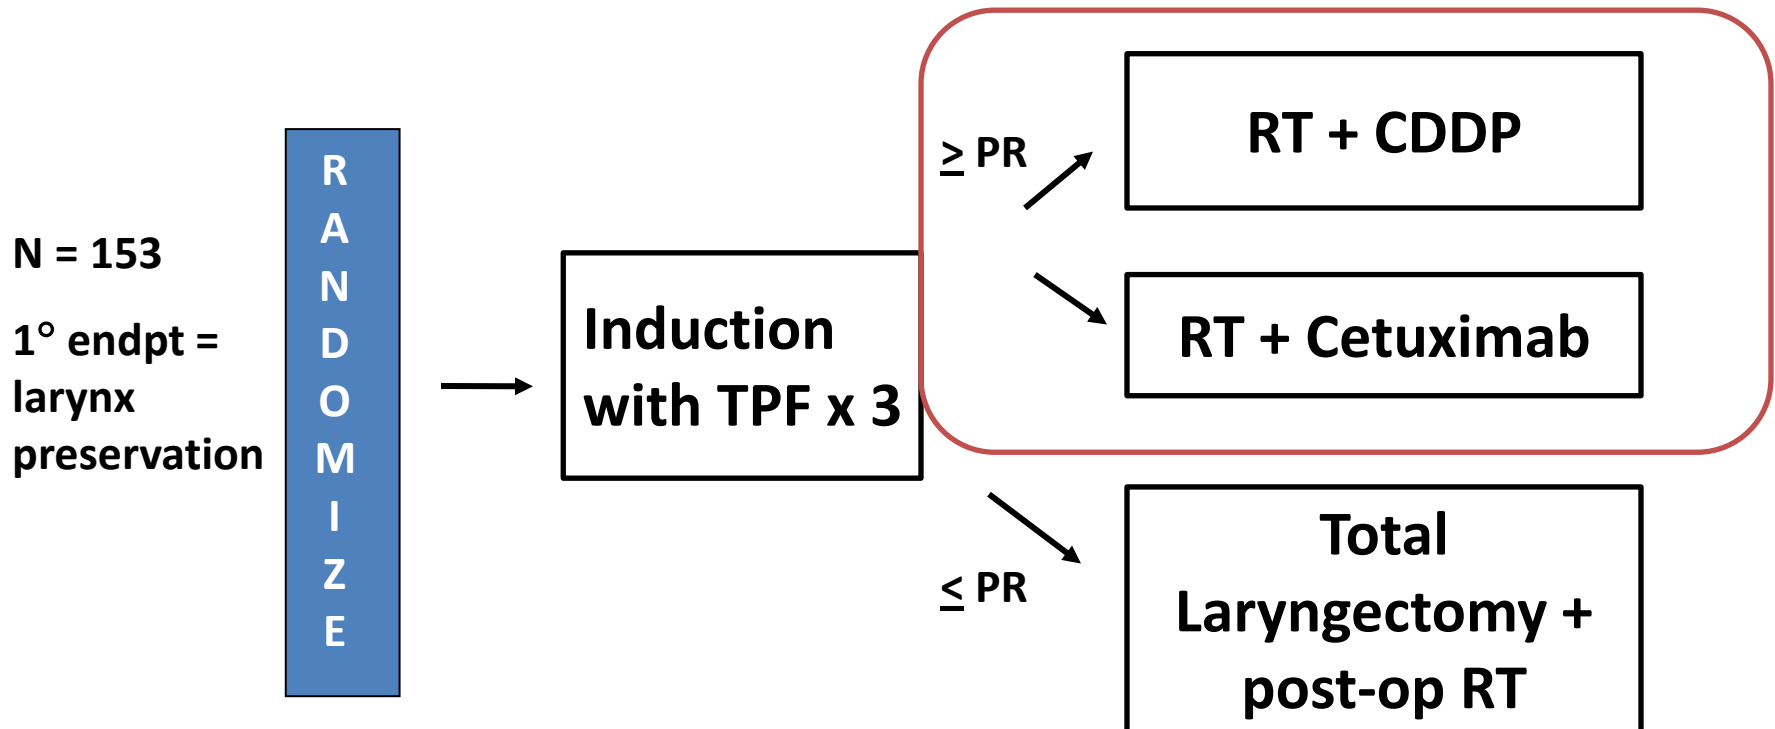 N = 153
1° endpt =
larynx
preservation
R
A
N
D
O
M
I
Z
E
Induction
with TPF x 3
≥ PR
RT + CDDP
RT + Cetuximab
≤ PR
Total
Laryngectomy +
post-op RT